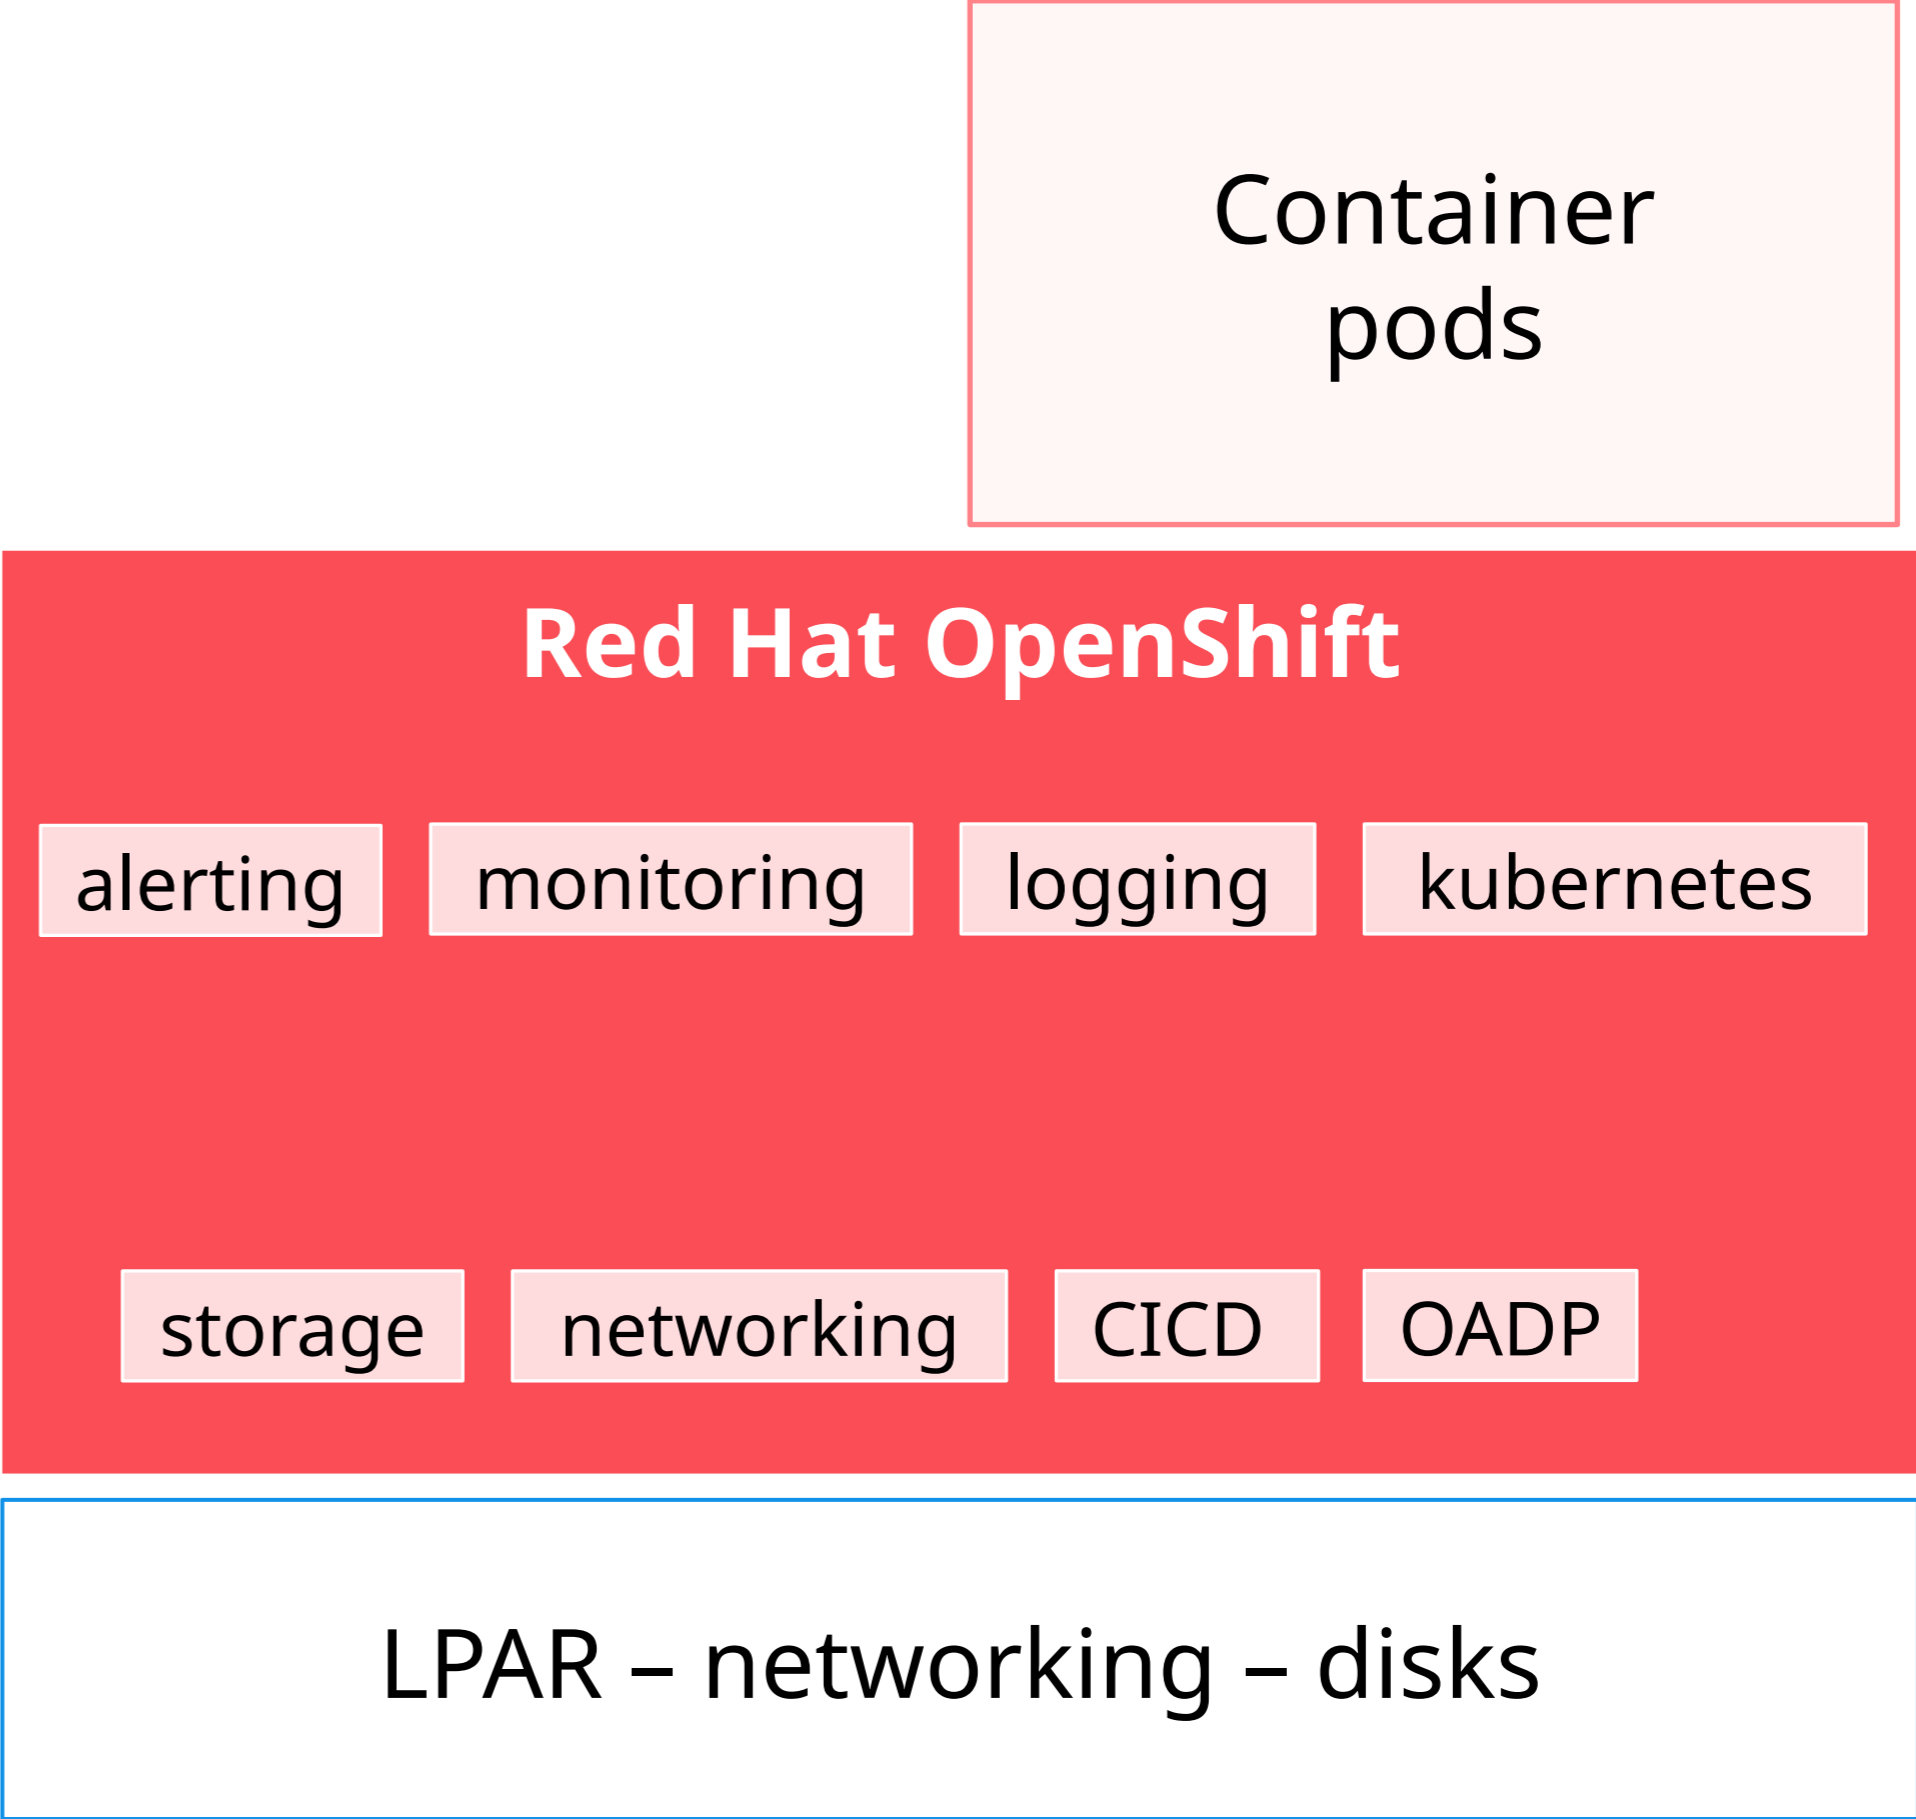 Container
pods
Red Hat OpenShift
alerting
monitoring
logging
kubernetes
storage
networking
CICD
OADP
LPAR – networking – disks